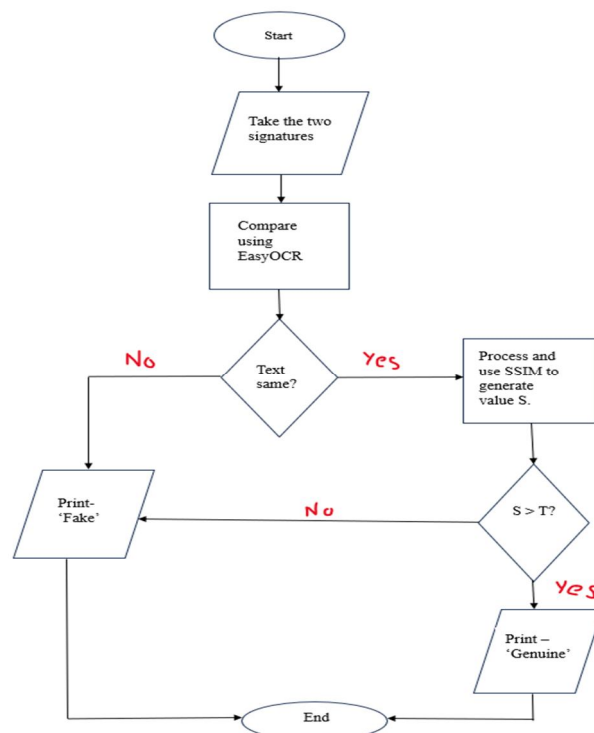 Start
Take the two
signatures
Compare
using
EasyOCR
No
Text
same?
Yes
Process and
use SSIM to
generate
value S.
Print-
‘Fake’
No
S > T?
Yes
Print –
‘Genuine’
End